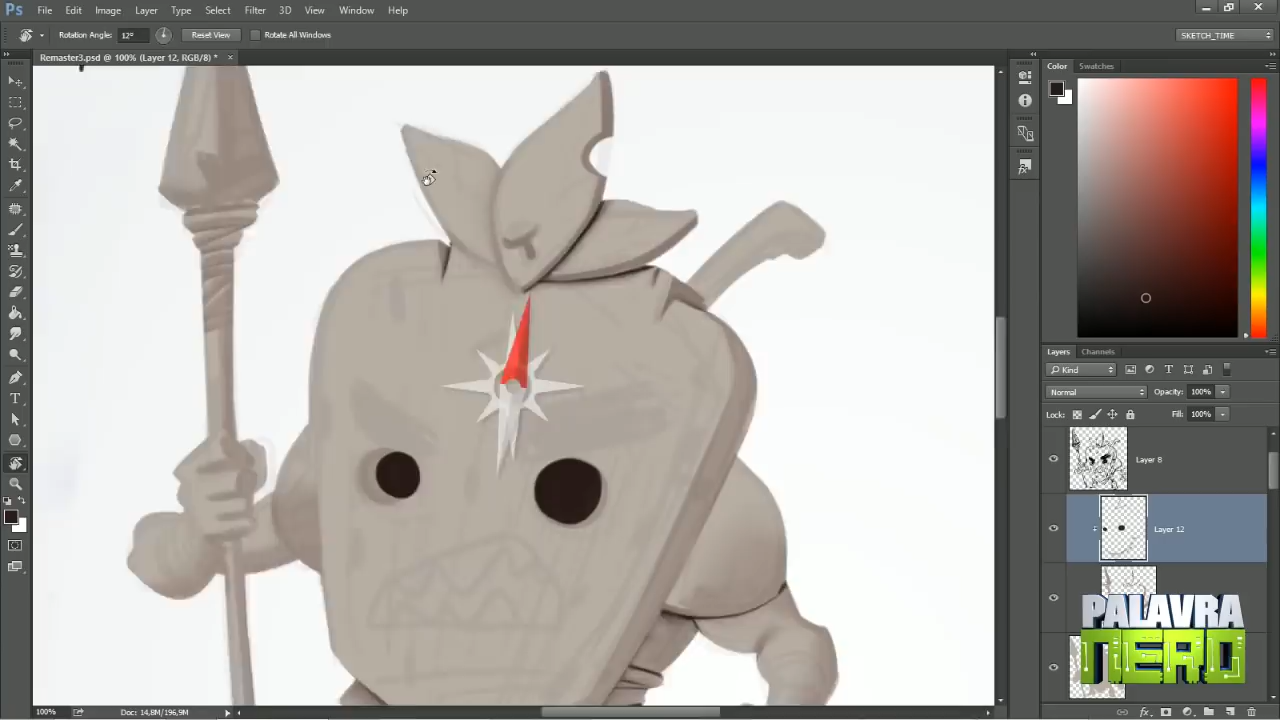 Ps File Edit Image Layer Type Select Filter 3D View Window Help
Rotation Angle: 12° Reset View Rotate All Windows SKETCH_TIME
Remaster3.psd @ 100% (Layer 12, RGB/8) * ×
Color Swatches
Layers Channels
Kind
Normal Opacity: 100%
Lock: Fill: 100%
Layer 8
Layer 12
PALAVRA
NERD
100% Doc: 14,8M/196,9M